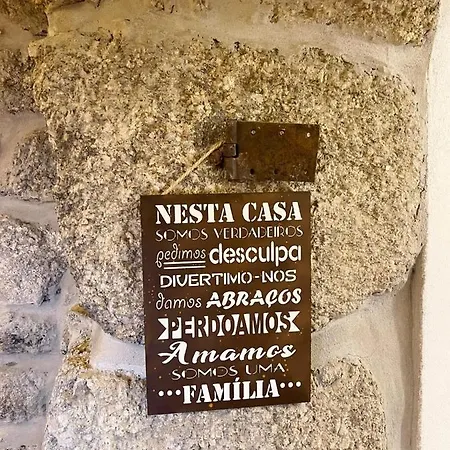 NESTA CASA
SOMOS VERDADEIROS
pedimos desculpa
DIVERTIMO-NOS
damos ABRAÇOS
PERDOAMOS
Amamos
SOMOS UMA
...FAMÍLIA...